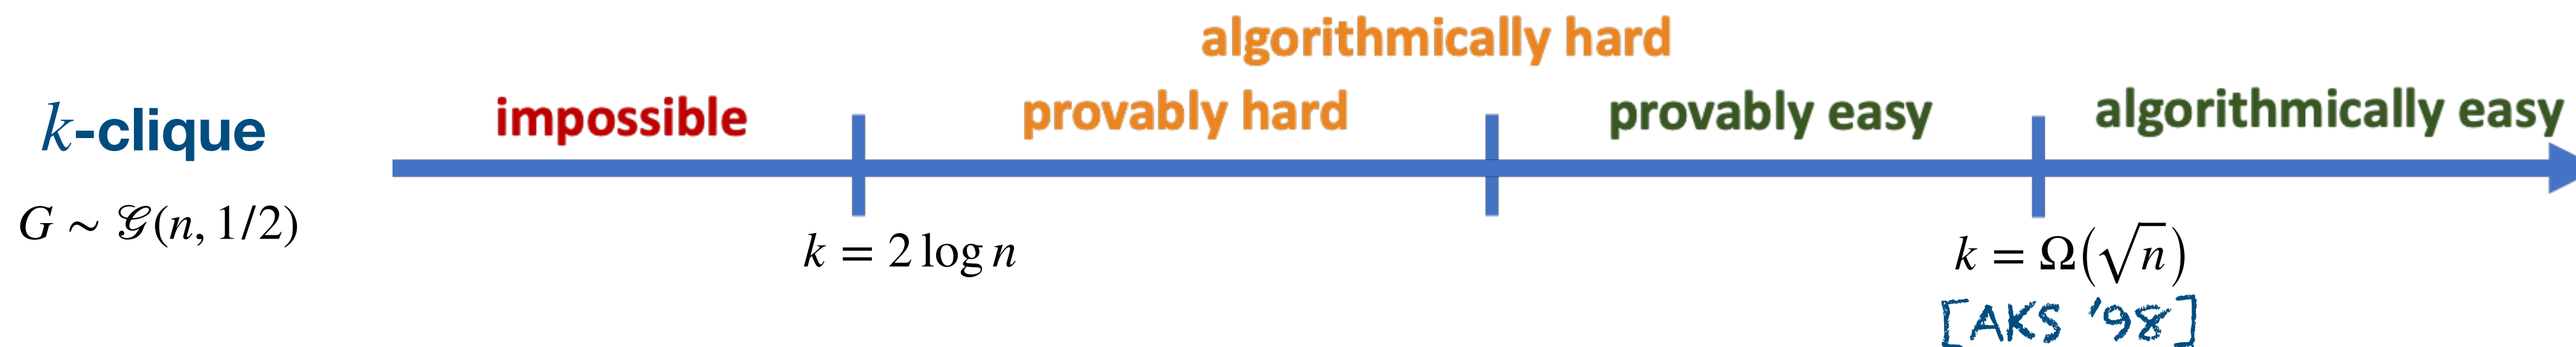 algorithmically hard
k-clique impossible provably hard provably easy algorithmically easy
G ∼ 𝒢(n, 1/2)
k = 2 log n k = Ω(√n)
[AKS '98]